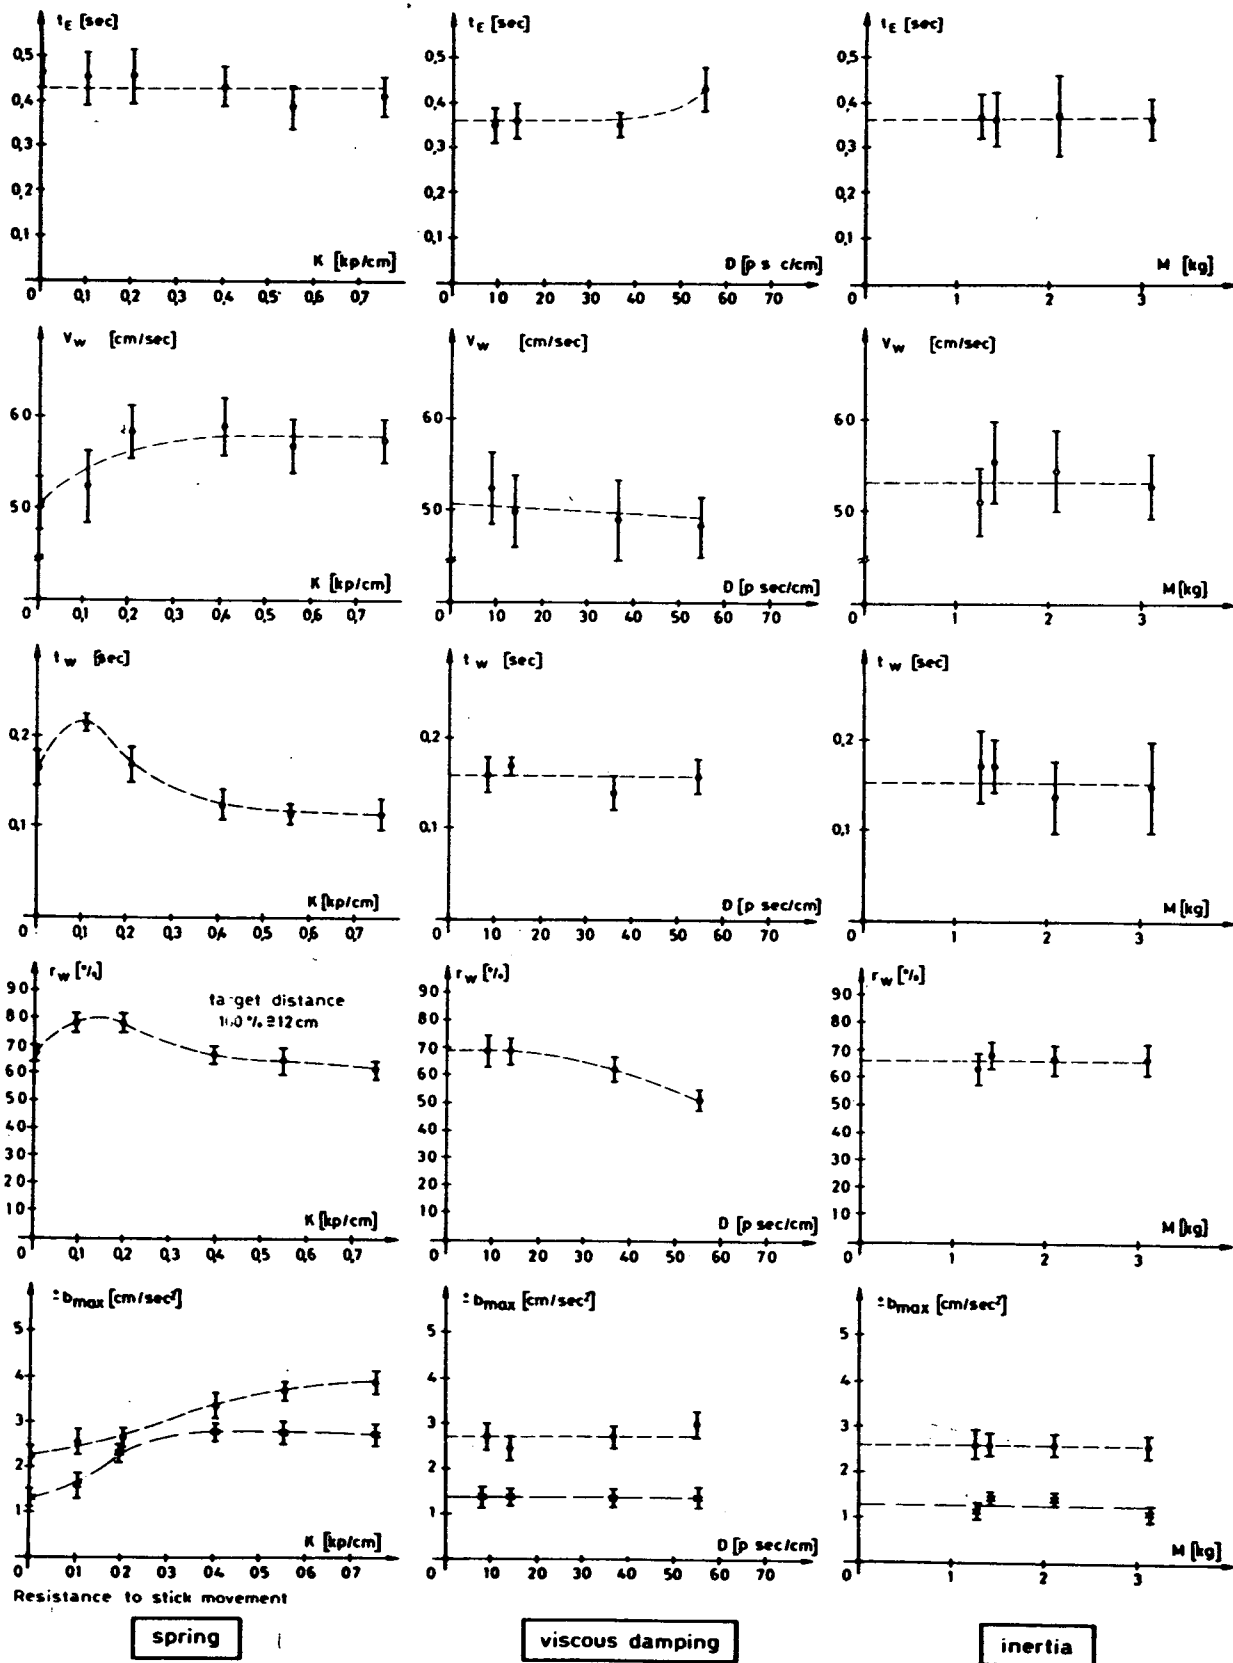 t_E [sec]
0,5
0,4
0,3
0,2
0,1
K [kp/cm]
0 0,1 0,2 0,3 0,4 0,5 0,6 0,7
t_E [sec]
0,5
0,4
0,3
0,2
0,1
D [p s c/cm]
0 10 20 30 40 50 60 70
t_E [sec]
0,5
0,4
0,3
0,2
0,1
M [kg]
0 1 2 3
V_w [cm/sec]
60
50
K [kp/cm]
0 0,1 0,2 0,3 0,4 0,5 0,6 0,7
V_w [cm/sec]
60
50
D [p sec/cm]
0 10 20 30 40 50 60 70
V_w [cm/sec]
60
50
M [kg]
0 1 2 3
t_w [sec]
0,2
0,1
K [kp/cm]
0 0,1 0,2 0,3 0,4 0,5 0,6 0,7
t_w [sec]
0,2
0,1
D [p sec/cm]
0 10 20 30 40 50 60 70
t_w [sec]
0,2
0,1
M [kg]
0 1 2 3
r_w [%]
90
80
70
60
50
40
30
20
10
target distance
100% ≅ 12 cm
K [kp/cm]
0 0,1 0,2 0,3 0,4 0,5 0,6 0,7
r_w [%]
90
80
70
60
50
40
30
20
10
D [p sec/cm]
0 10 20 30 40 50 60 70
r_w [%]
90
80
70
60
50
40
30
20
10
M [kg]
0 1 2 3
± b_max [cm/sec²]
5
4
3
2
1
K [kp/cm]
0 0,1 0,2 0,3 0,4 0,5 0,6 0,7
± b_max [cm/sec²]
5
4
3
2
1
D [p sec/cm]
0 10 20 30 40 50 60 70
± b_max [cm/sec²]
5
4
3
2
1
M [kg]
0 1 2 3
Resistance to stick movement
spring
viscous damping
inertia